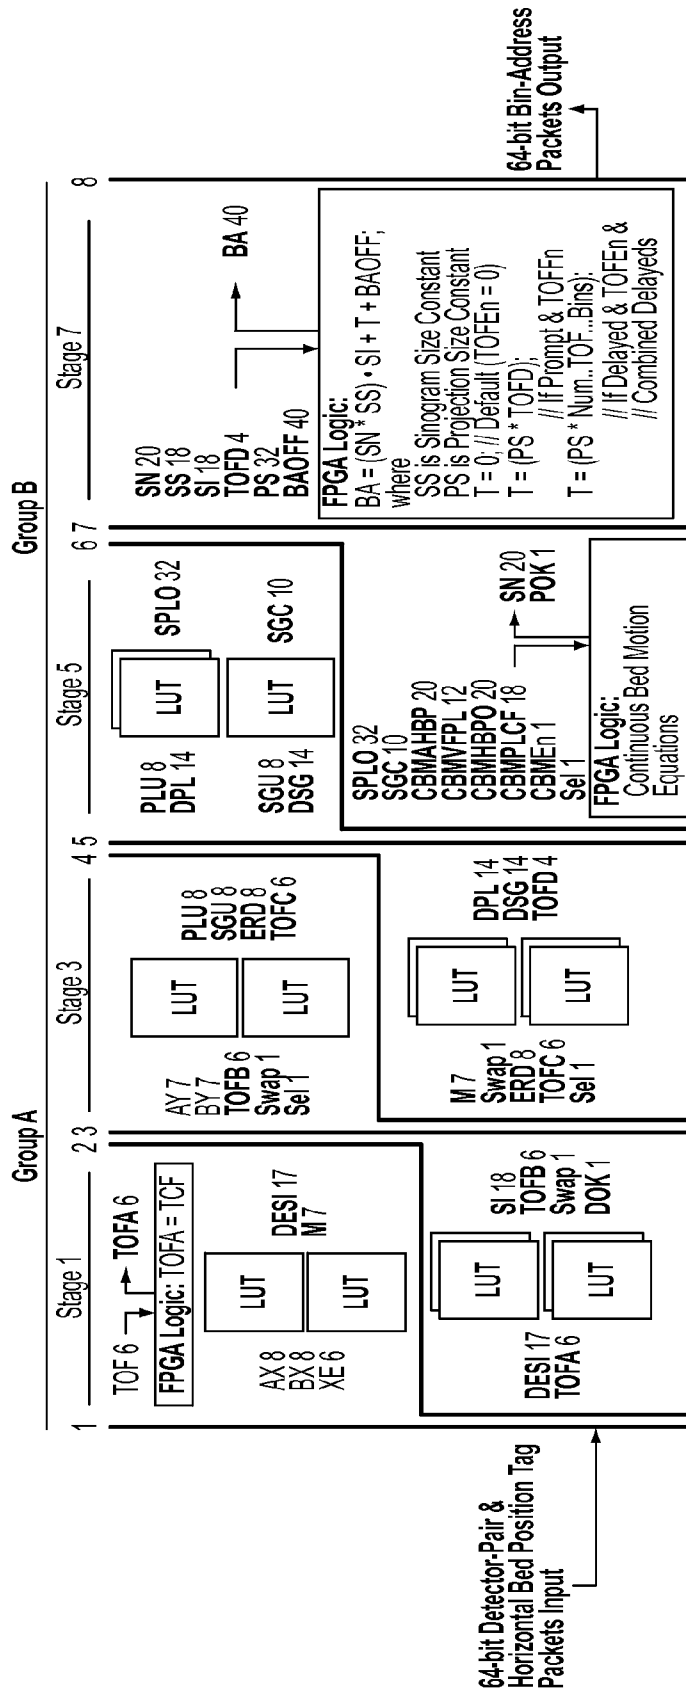 Group A
Group B
1
Stage 1
2 3
Stage 3
4 5
Stage 5
6 7
Stage 7
8
64-bit Detector-Pair &
Horizontal Bed Position Tag
Packets Input
TOF 6
TOFA 6
FPGA Logic: TOFA = TCF
AX 8
BX 8
XE 6
LUT
LUT
DESI 17
M 7
DESI 17
TOFA 6
LUT
LUT
SI 18
TOFB 6
Swap 1
DOK 1
AY 7
BY 7
TOFB 6
Swap 1
Sel 1
LUT
LUT
PLU 8
SGU 8
ERD 8
TOFC 6
M 7
Swap 1
ERD 8
TOFC 6
Sel 1
LUT
LUT
DPL 14
DSG 14
TOFD 4
PLU 8
DPL 14
LUT
SPLO 32
SGU 8
DSG 14
LUT
SGC 10
SPLO 32
SGC 10
CBMAHBP 20
CBMVFPL 12
CBMHBPO 20
CBMPLCF 18
CBMEn 1
Sel 1
SN 20
POK 1
FPGA Logic:
Continuous Bed Motion
Equations
SN 20
SS 18
SI 18
TOFD 4
PS 32
BAOFF 40
BA 40
FPGA Logic:
BA = (SN * SS) • SI + T + BAOFF;
where
SS is Sinogram Size Constant
PS is Projection Size Constant
T = 0; // Default (TOFEn = 0)
T = (PS * TOFD);
// If Prompt & TOFFn
T = (PS * Num..TOF...Bins);
// If Delayed & TOFEn &
// Combined Delayeds
64-bit Bin-Address
Packets Output